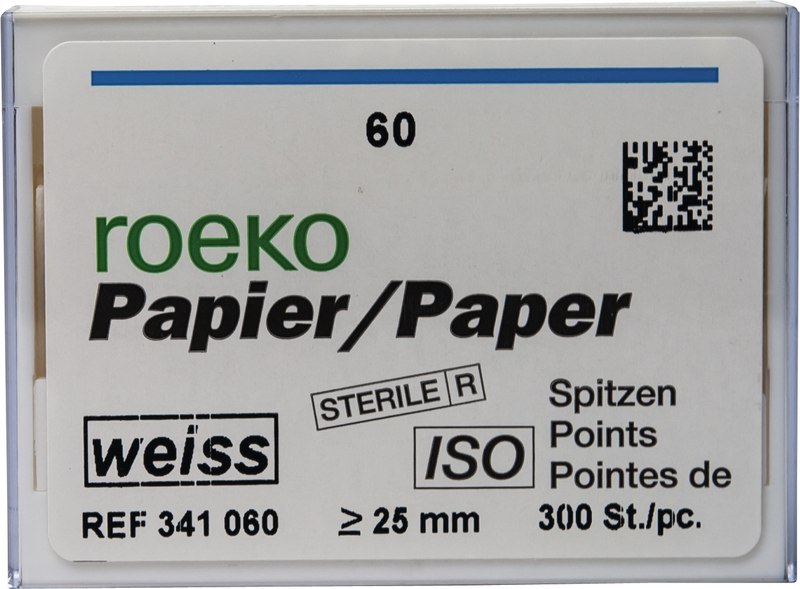 60
roeko
Papier/Paper
STERILE R
Spitzen
Points
Pointes de
weiss
ISO
REF 341 060
≥ 25 mm
300 St./pc.